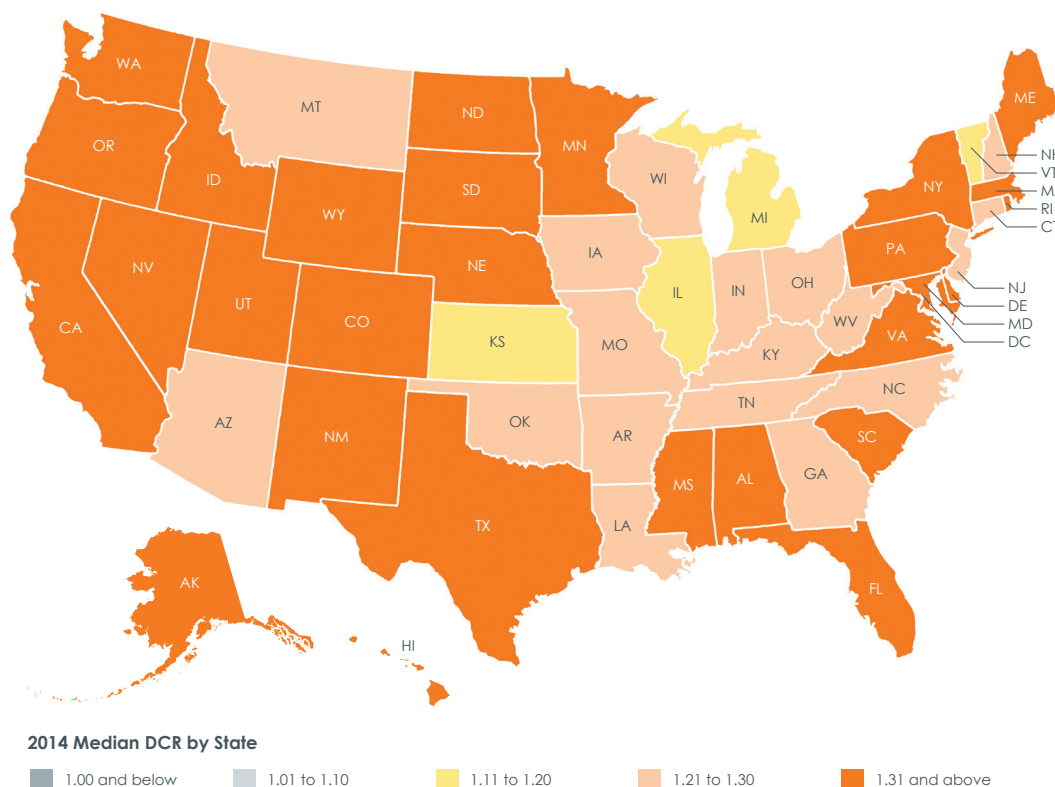 WA
ME
MT
ND
OR
MN
NH
VT
ID
SD
WI
NY
M
RI
WY
MI
CT
PA
IA
NE
NV
OH
NJ
IL
IN
UT
DE
CO
MD
CA
WV
VA
KS
DC
MO
KY
NC
TN
AZ
OK
NM
AR
SC
GA
MS
AL
TX
LA
AK
FL
HI
2014 Median DCR by State
1.00 and below
1.01 to 1.10
1.11 to 1.20
1.21 to 1.30
1.31 and above